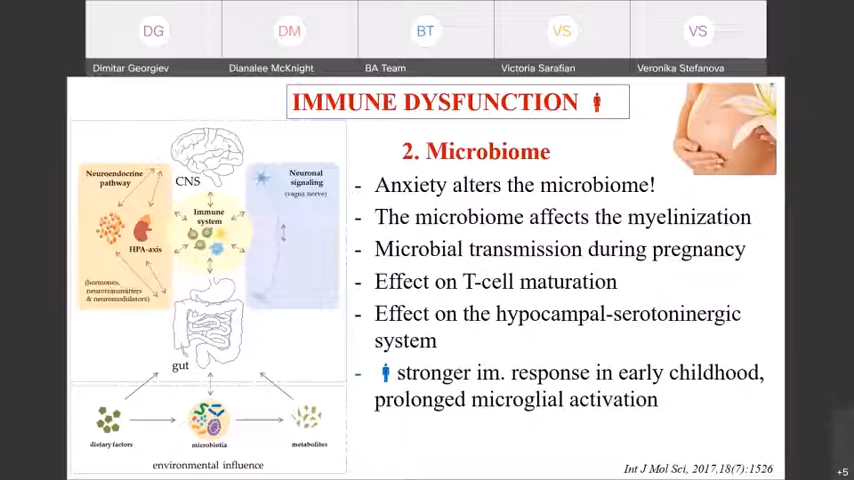 DG
DM
BT
VS
VS
Dimitar Georgiev
Dianalee McKnight
BA Team
Victoria Sarafian
Veronika Stefanova
IMMUNE DYSFUNCTION
2. Microbiome
- Anxiety alters the microbiome!
- The microbiome affects the myelinization
- Microbial transmission during pregnancy
- Effect on T-cell maturation
- Effect on the hypocampal-serotoninergic
system
- stronger im. response in early childhood,
prolonged microglial activation
Int J Mol Sci, 2017,18(7):1526
Neuroendocrine
pathway
HPA-axis
(hormones,
neurotransmitters
& neuromodulators)
CNS
Immune
system
gut
Neuronal
signaling
(vagus nerve)
dietary factors
microbiotia
metabolites
environmental influence
+5